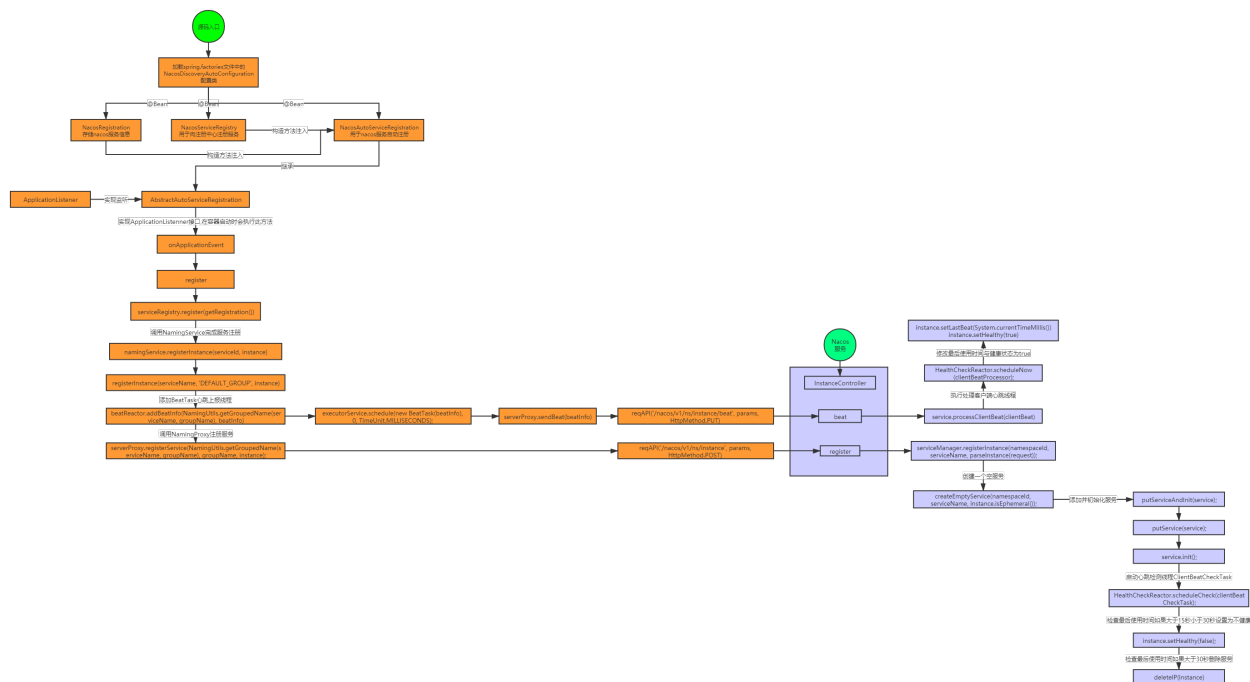 源码入口
加载spring.factories文件中的
NacosDiscoveryAutoConfiguration
配置类
@Bean
@Bean
@Bean
NacosRegistration
存储nacos服务信息
NacosServiceRegistry
用于向注册中心注册服务
构造方法注入
NacosAutoServiceRegistration
用于nacos服务自动注册
构造方法注入
继承
ApplicationListener
实现监听
AbstractAutoServiceRegistration
实现ApplicationListenner接口,在容器启动时会执行此方法
onApplicationEvent
register
serviceRegistry.register(getRegistration())
调用NamingService完成服务注册
namingService.registerInstance(serviceId, instance)
registerInstance(serviceName, 'DEFAULT_GROUP', instance)
添加BeatTask心跳上报线程
beatReactor.addBeatInfo(NamingUtils.getGroupedName(ser
viceName, groupName), beatInfo)
executorService.schedule(new BeatTask(beatInfo),
0, TimeUnit.MILLISECONDS);
serverProxy.sendBeat(beatInfo)
reqAPI('/nacos/v1/ns/instance/beat', params,
HttpMethod.PUT)
调用NamingProxy注册服务
serverProxy.registerService(NamingUtils.getGroupedName(s
erviceName, groupName), groupName, instance);
reqAPI('/nacos/v1/ns/instance', params,
HttpMethod.POST)
Nacos
服务
InstanceController
beat
register
instance.setLastBeat(System.currentTimeMillis())
instance.setHealthy(true)
修改最后使用时间与健康状态为true
HealthCheckReactor.scheduleNow
(clientBeatProcessor);
执行处理客户端心跳线程
service.processClientBeat(clientBeat)
serviceManager.registerInstance(namespaceId,
serviceName, parseInstance(request));
创建一个空服务
createEmptyService(namespaceId,
serviceName, instance.isEphemeral());
添加并初始化服务
putServiceAndInit(service);
putService(service);
service.init();
启动心跳检测线程ClientBeatCheckTask
HealthCheckReactor.scheduleCheck(clientBeat
CheckTask);
检查最后使用时间如果大于15秒小于30秒设置为不健康
instance.setHealthy(false);
检查最后使用时间如果大于30秒删除服务
deleteIP(instance)